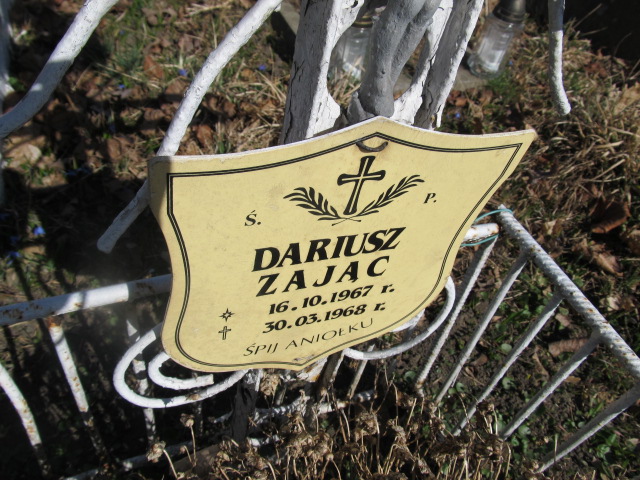 Ś. P.
DARIUSZ
ZAJAC
16.10.1967 r.
30.03.1968 r.
ŚPIJ ANIOŁKU